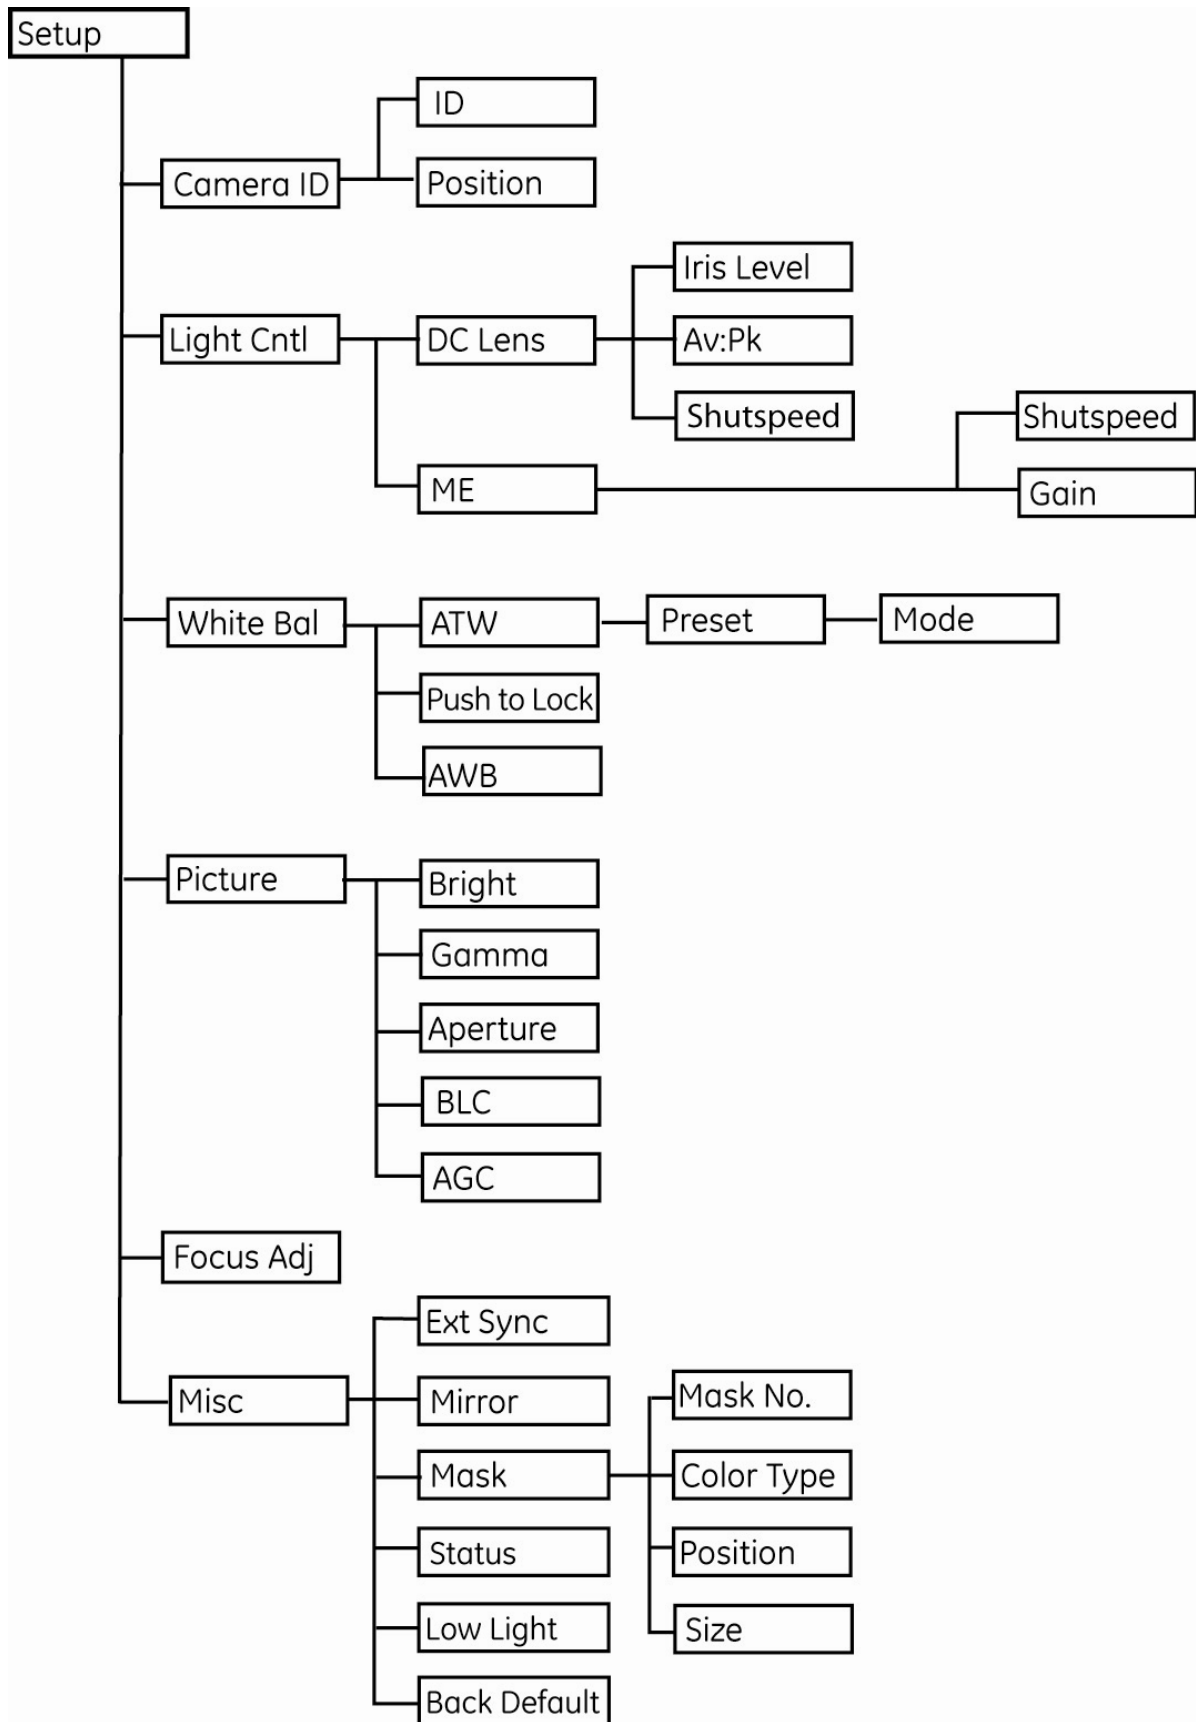 Setup
ID
Camera ID
Position
Iris Level
Light Cntl
DC Lens
Av:Pk
Shutspeed
Shutspeed
ME
Gain
White Bal
ATW
Preset
Mode
Push to Lock
AWB
Picture
Bright
Gamma
Aperture
BLC
AGC
Focus Adj
Ext Sync
Misc
Mirror
Mask No.
Mask
Color Type
Status
Position
Low Light
Size
Back Default